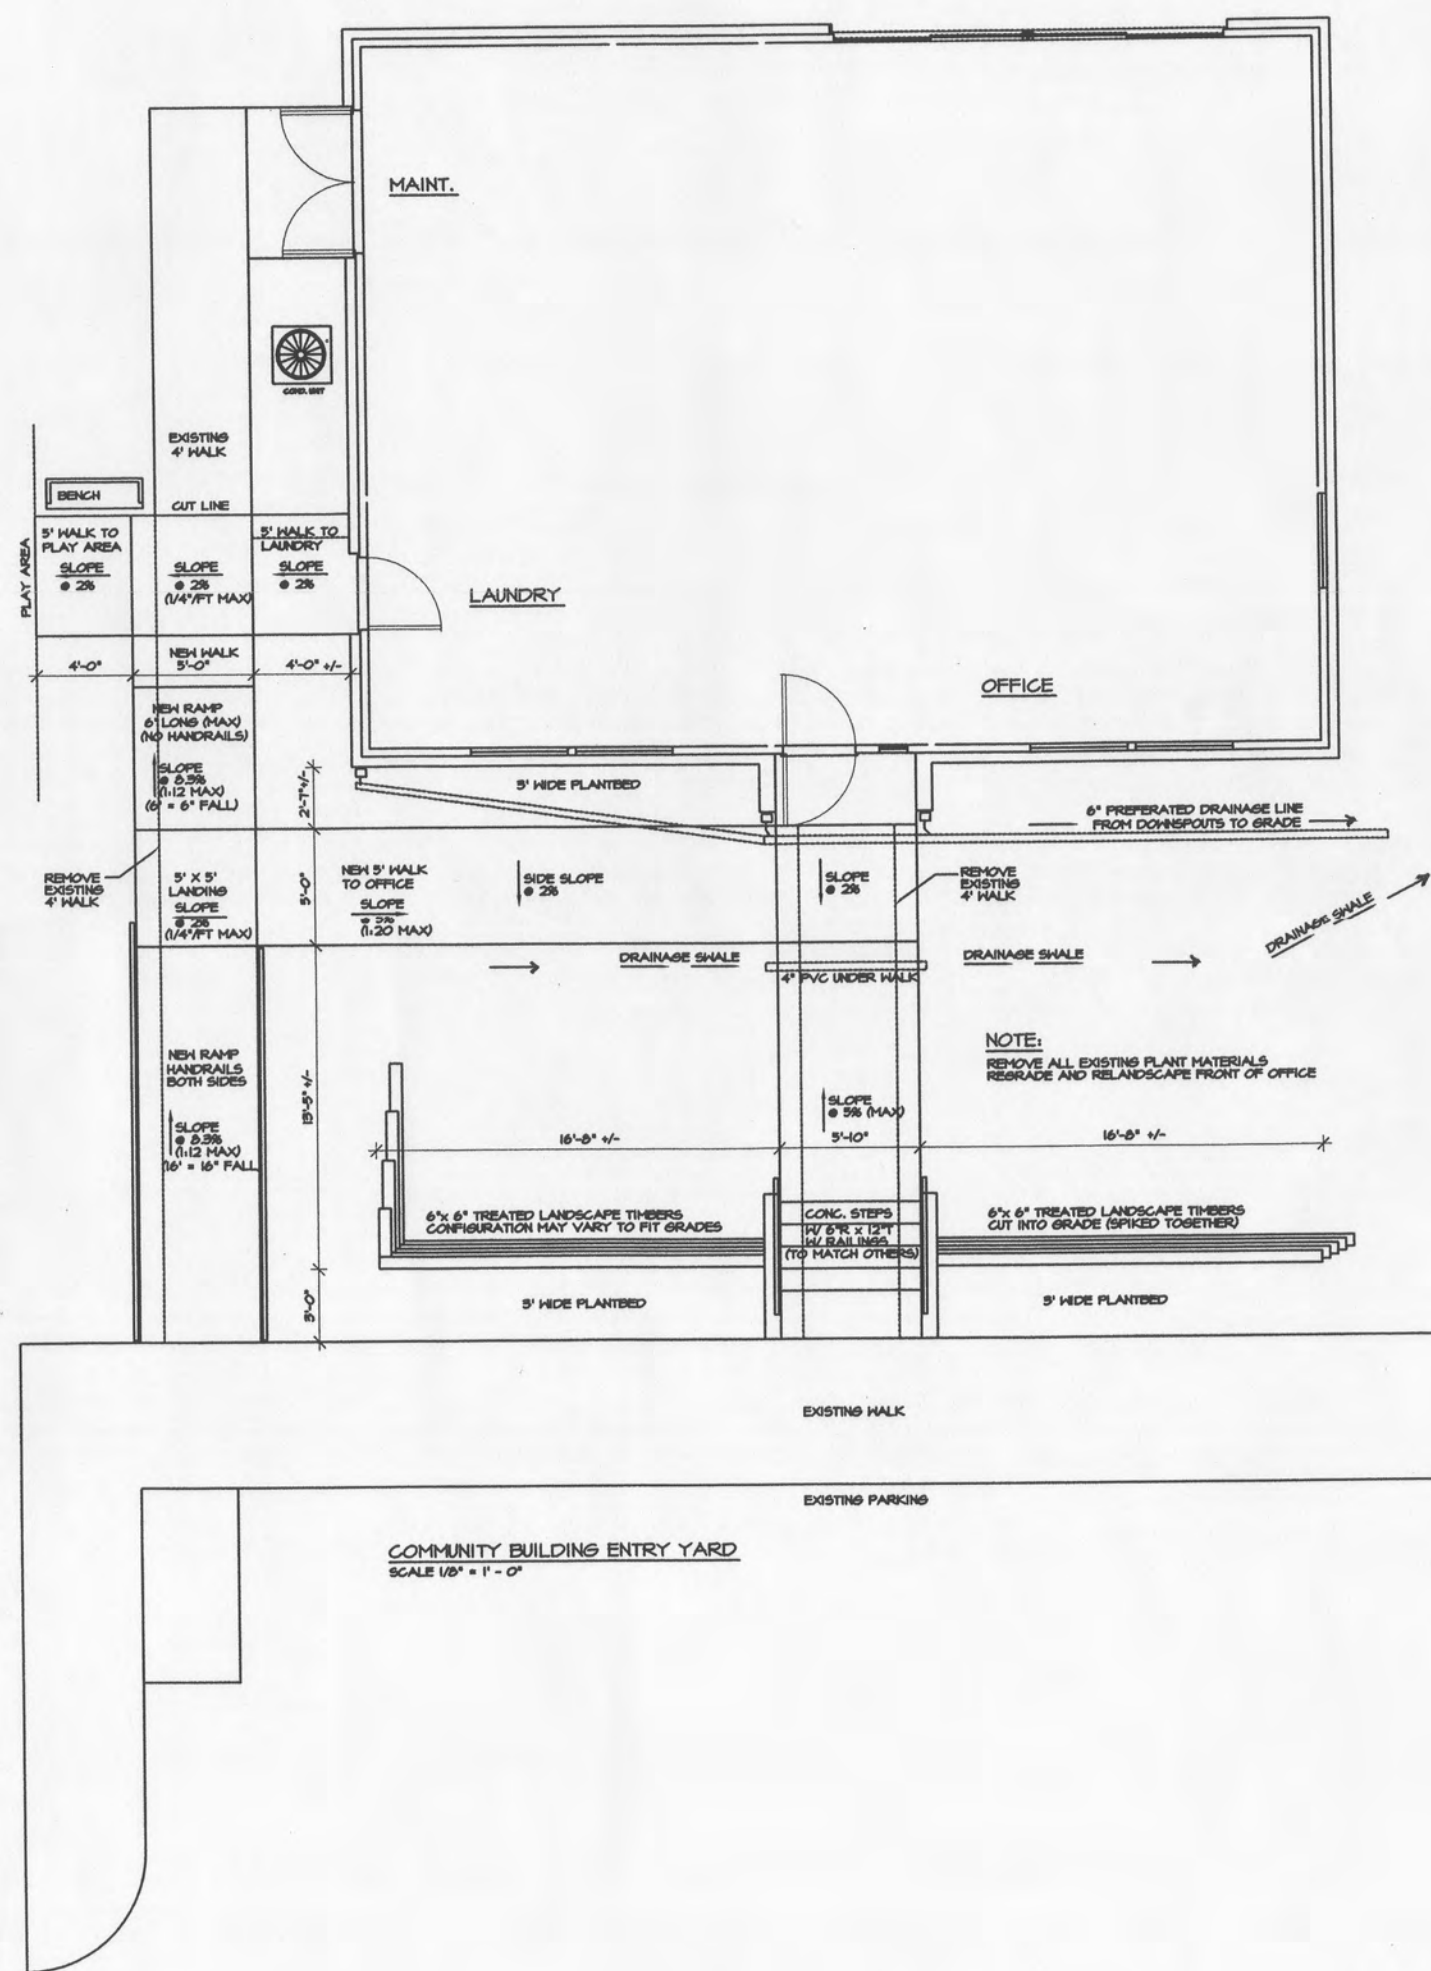 MAINT.
COND. UNIT
EXISTING
4' WALK
BENCH
CUT LINE
5' WALK TO
PLAY AREA
SLOPE
@ 2%
SLOPE
@ 2%
(1/4"/FT MAX)
5' WALK TO
LAUNDRY
SLOPE
@ 2%
PLAY AREA
LAUNDRY
NEW WALK
4'-0"
5'-0"
4'-0" +/-
OFFICE
NEW RAMP
6' LONG (MAX)
(NO HANDRAILS)
SLOPE
@ 8.3%
(1:12 MAX)
(6' = 6" FALL)
2'-7"+/-
3' WIDE PLANTBED
6" PREFERATED DRAINAGE LINE
FROM DOWNSPOUTS TO GRADE
REMOVE
EXISTING
4' WALK
5' X 5'
LANDING
SLOPE
@ 2%
(1/4"/FT MAX)
5'-0"
NEW 5' WALK
TO OFFICE
SLOPE
@ 5%
(1:20 MAX)
SIDE SLOPE
@ 2%
SLOPE
@ 2%
REMOVE
EXISTING
4' WALK
DRAINAGE SWALE
DRAINAGE SWALE
DRAINAGE SWALE
4" PVC UNDER WALK
NOTE:
REMOVE ALL EXISTING PLANT MATERIALS
REGRADE AND RELANDSCAPE FRONT OF OFFICE
NEW RAMP
HANDRAILS
BOTH SIDES
SLOPE
@ 8.3%
(1:12 MAX)
(16' = 16" FALL
13'-5" +/-
SLOPE
@ 5% (MAX)
16'-8" +/-
5'-10"
16'-8" +/-
6"x 6" TREATED LANDSCAPE TIMBERS
CONFIGURATION MAY VARY TO FIT GRADES
CONC. STEPS
W/ 6"R x 12"T
W/ RAILINGS
(TO MATCH OTHERS)
6"x 6" TREATED LANDSCAPE TIMBERS
CUT INTO GRADE (SPIKED TOGETHER)
3'-0"
3' WIDE PLANTBED
3' WIDE PLANTBED
EXISTING WALK
EXISTING PARKING
COMMUNITY BUILDING ENTRY YARD
SCALE 1/8" = 1' - 0"